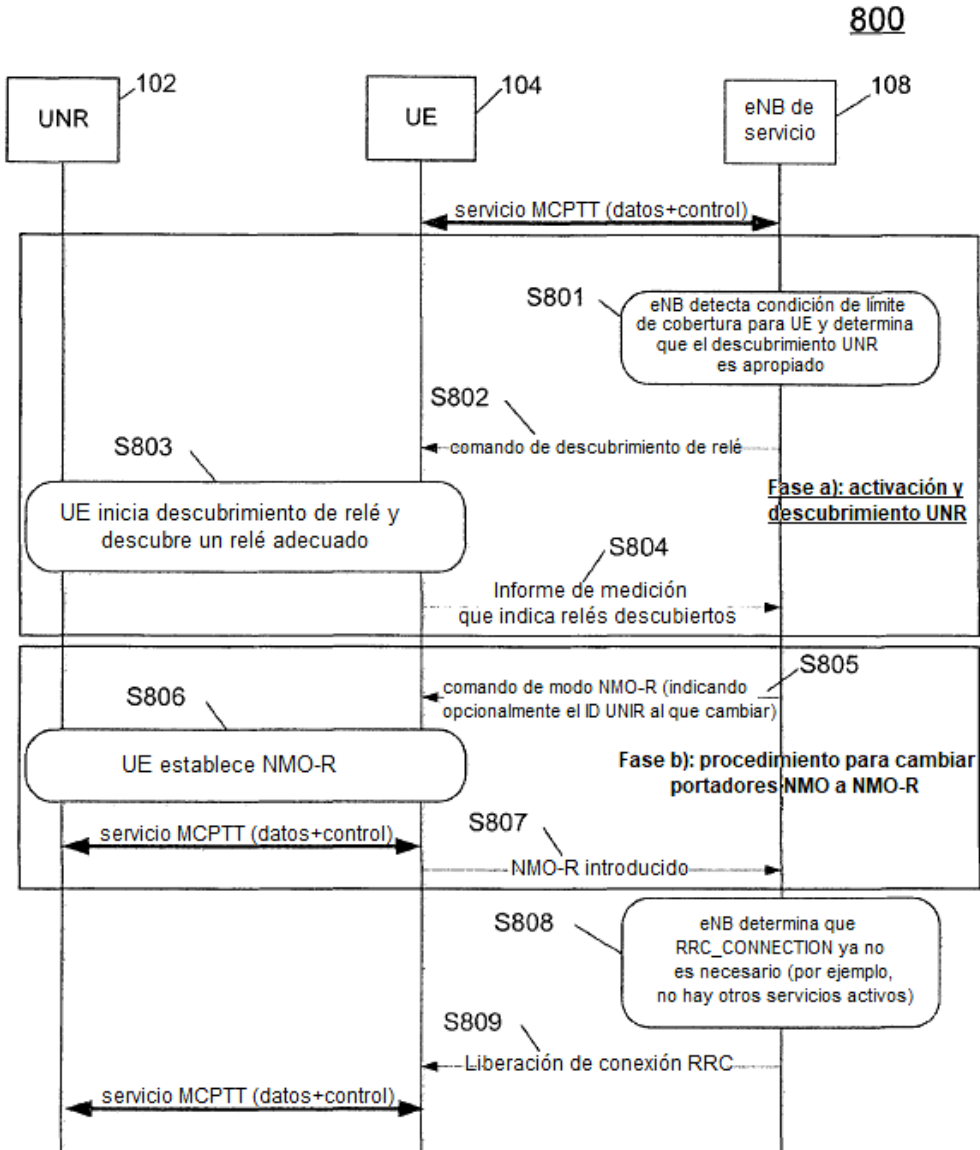 800
102
104
108
UNR
UE
eNB de
servicio
servicio MCPTT (datos+control)
S801
eNB detecta condición de límite
de cobertura para UE y determina
que el descubrimiento UNR
es apropiado
S802
comando de descubrimiento de relé
S803
UE inicia descubrimiento de relé y
descubre un relé adecuado
Fase a): activación y
descubrimiento UNR
S804
Informe de medición
que indica relés descubiertos
S805
comando de modo NMO-R (indicando
opcionalmente el ID UNIR al que cambiar)
S806
UE establece NMO-R
Fase b): procedimiento para cambiar
portadores NMO a NMO-R
servicio MCPTT (datos+control)
S807
NMO-R introducido
S808
eNB determina que
RRC_CONNECTION ya no
es necesario (por ejemplo,
no hay otros servicios activos)
S809
Liberación de conexión RRC
servicio MCPTT (datos+control)